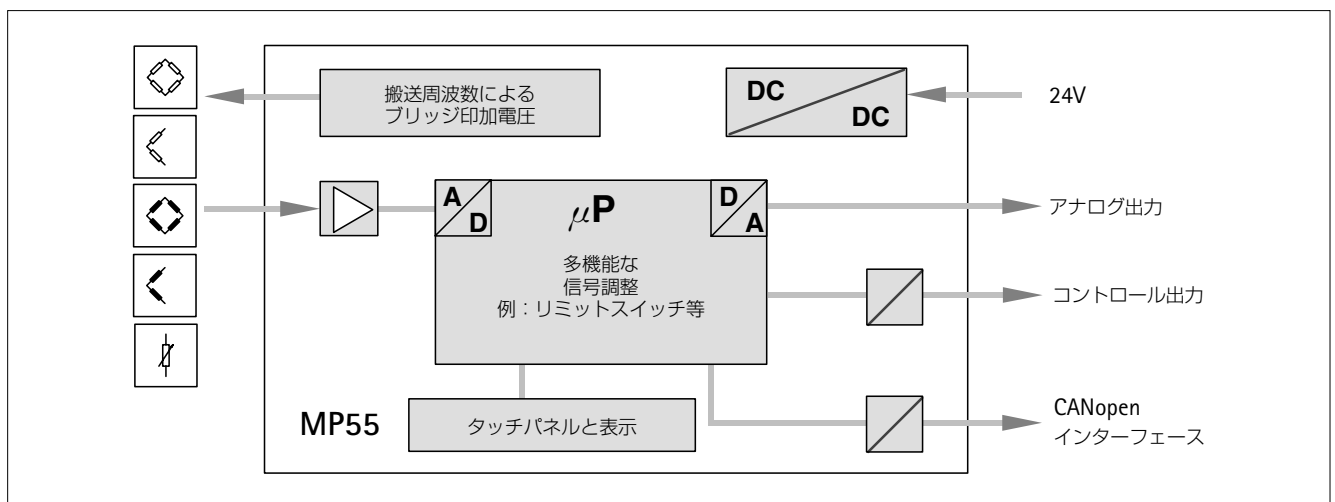 搬送周波数による
ブリッジ印加電圧
DC
DC
24V
A
D
μP
D
A
アナログ出力
多機能な
信号調整
例：リミットスイッチ等
コントロール出力
MP55
タッチパネルと表示
CANopen
インターフェース